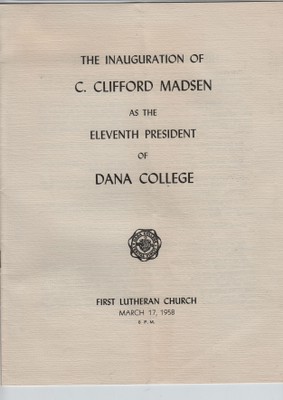 THE INAUGURATION OF
C. CLIFFORD MADSEN
AS THE
ELEVENTH PRESIDENT
OF
DANA COLLEGE
FIRST LUTHERAN CHURCH
MARCH 17, 1958
8 P.M.